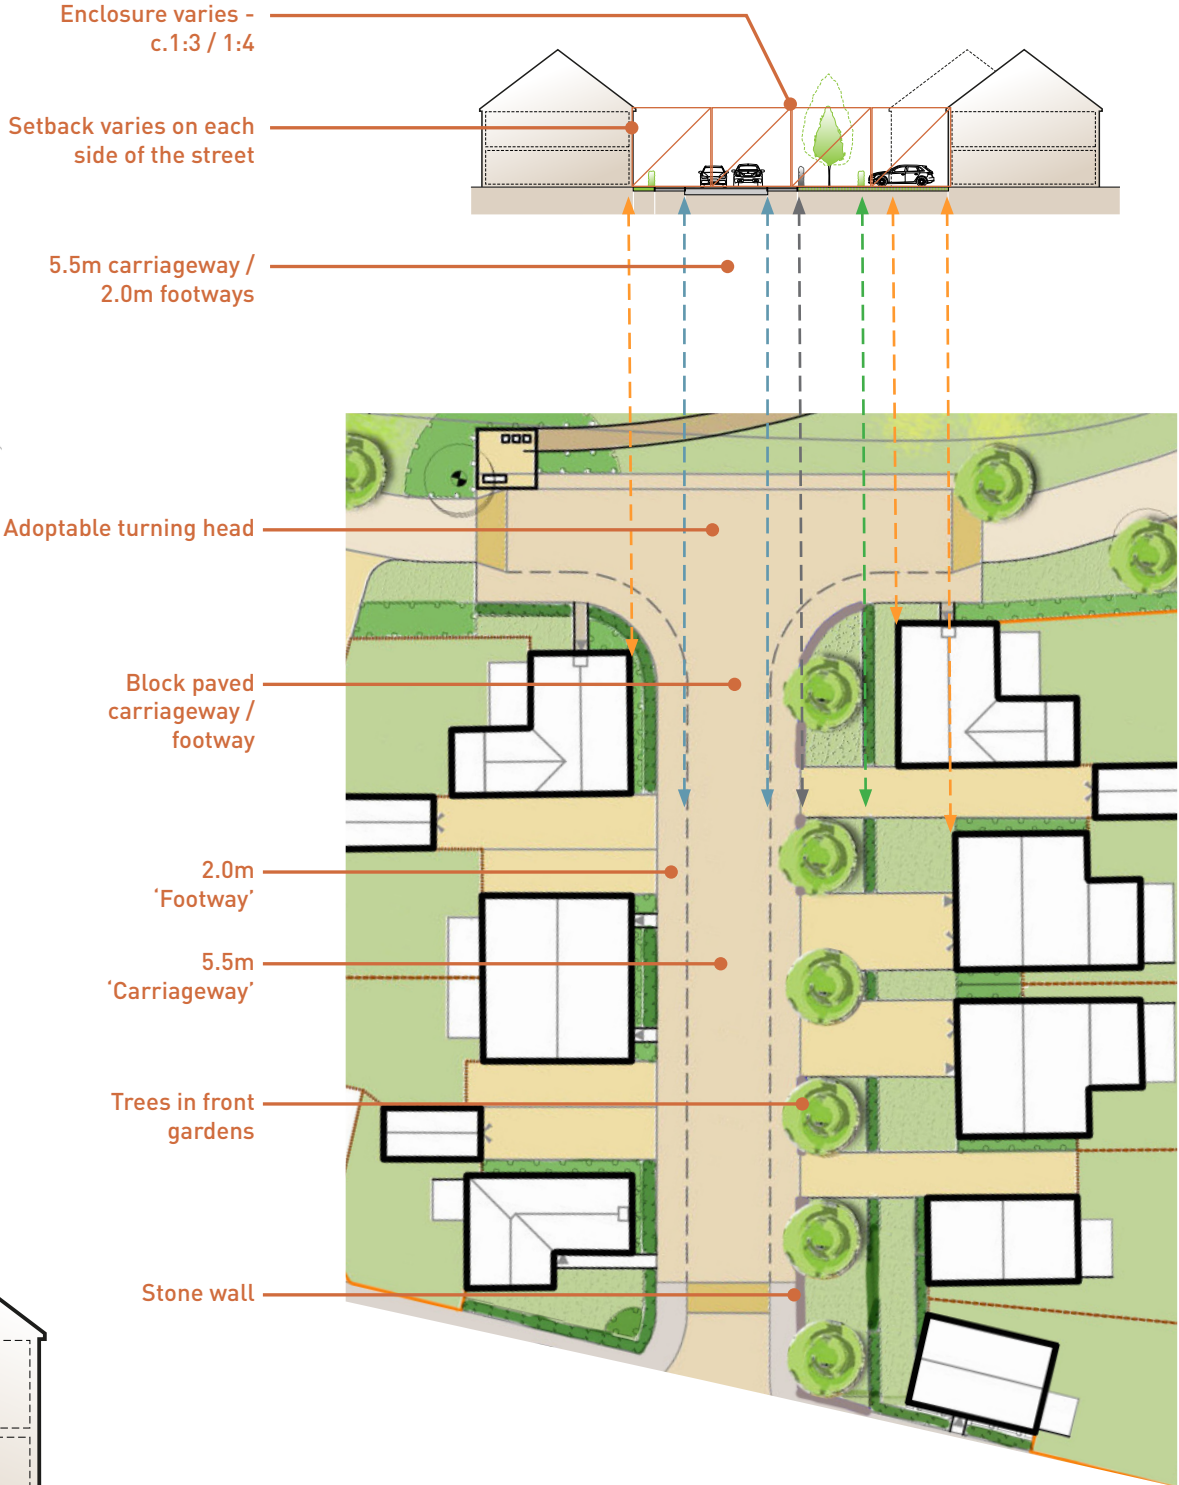 Enclosure varies -
c.1:3 / 1:4
Setback varies on each
side of the street
5.5m carriageway /
2.0m footways
Adoptable turning head
Block paved
carriageway /
footway
2.0m
‘Footway’
5.5m
‘Carriageway’
Trees in front
gardens
Stone wall